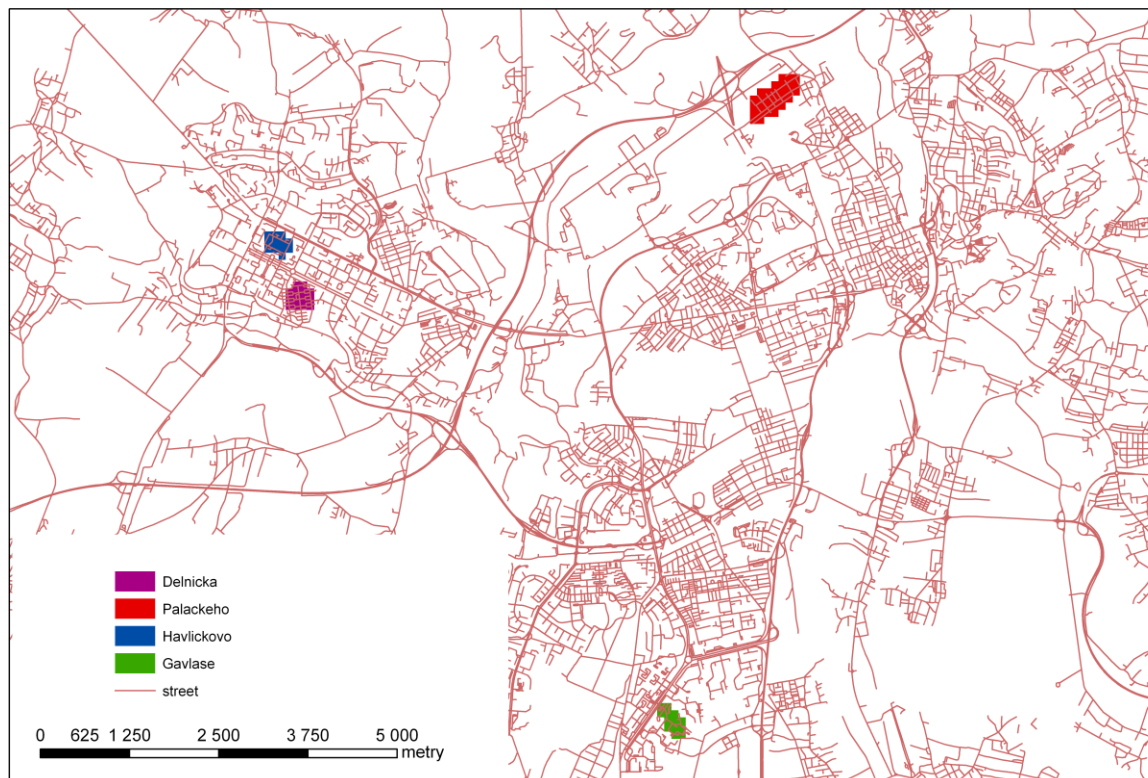 Delnicka
Palackeho
Havlickovo
Gavlase
street
0 625 1 250 2 500 3 750 5 000
metry